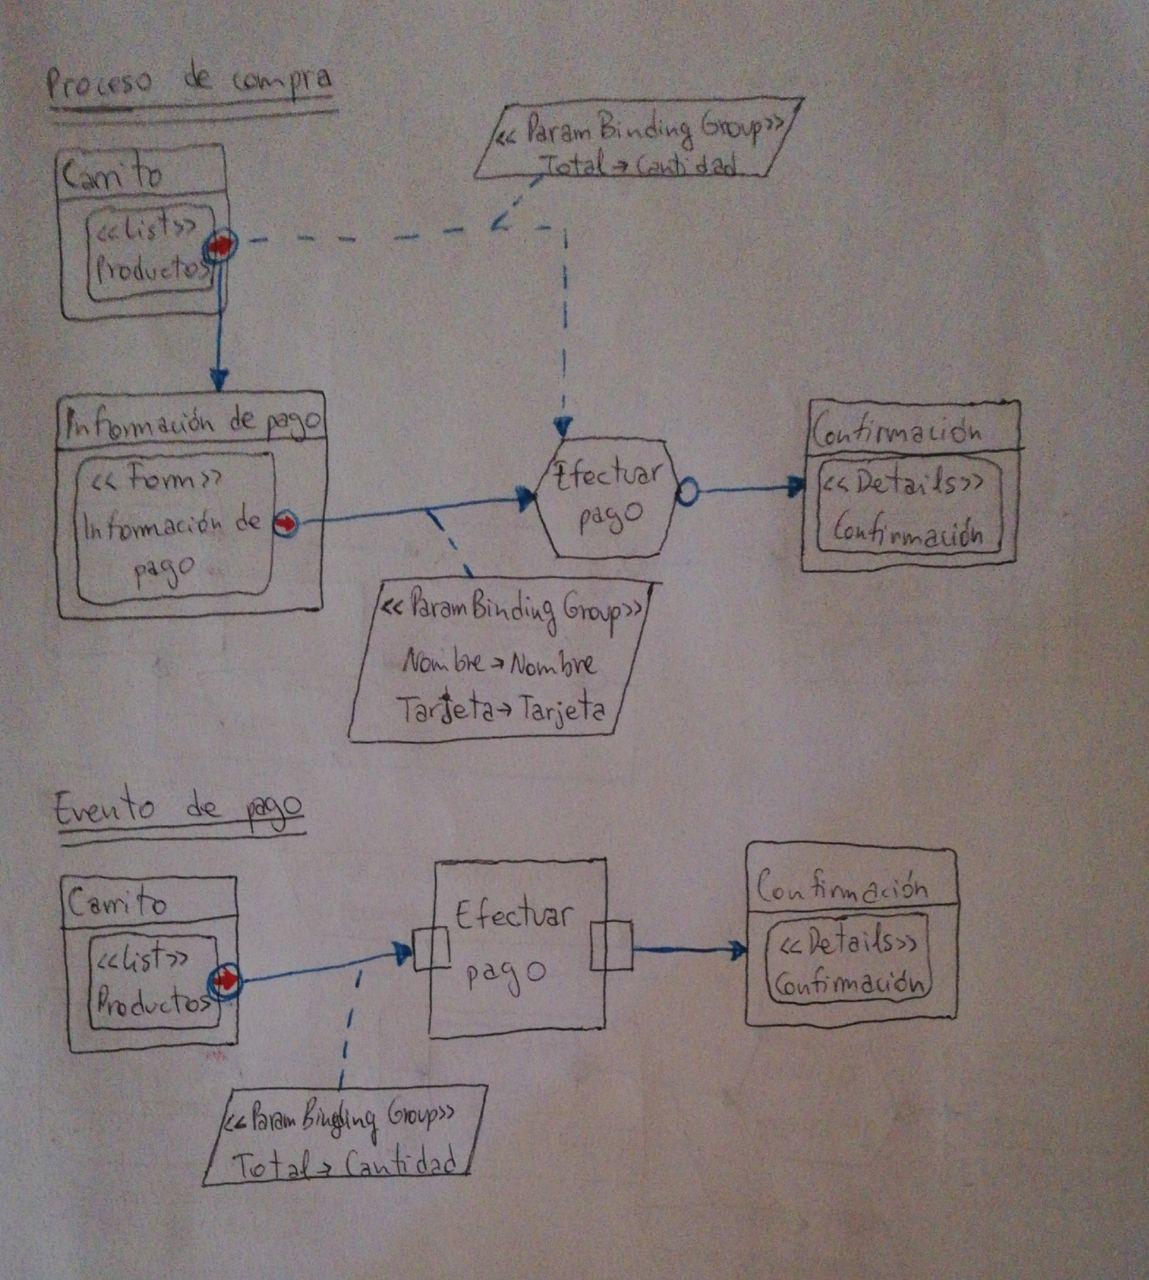 Proceso de compra
<< Param Binding Group>>
Total → Cantidad
Carrito
<<List>>
Productos
Información de pago
<< Form >>
Información de
pago
Efectuar
pago
Confirmación
<<Details>>
Confirmación
<< Param Binding Group>>
Nombre → Nombre
Tarjeta → Tarjeta
Evento de pago
Carrito
<<List>>
Productos
Efectuar
pago
Confirmación
<<Details>>
Confirmación
<<Param Binding Group>>
Total → Cantidad